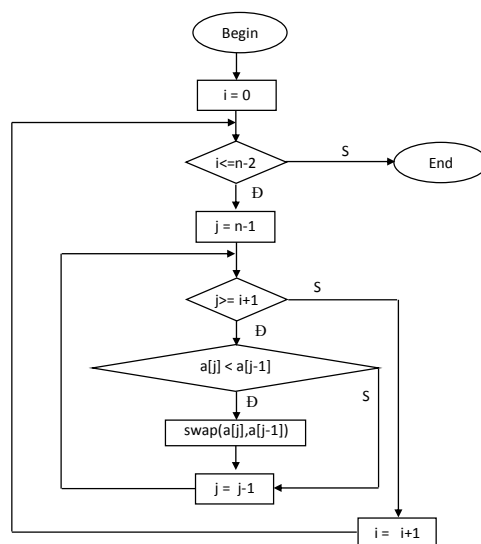 Begin
i = 0
i<=n-2
S
End
Đ
j = n-1
j>= i+1
S
Đ
a[j] < a[j-1]
S
Đ
swap(a[j],a[j-1])
j = j-1
i = i+1